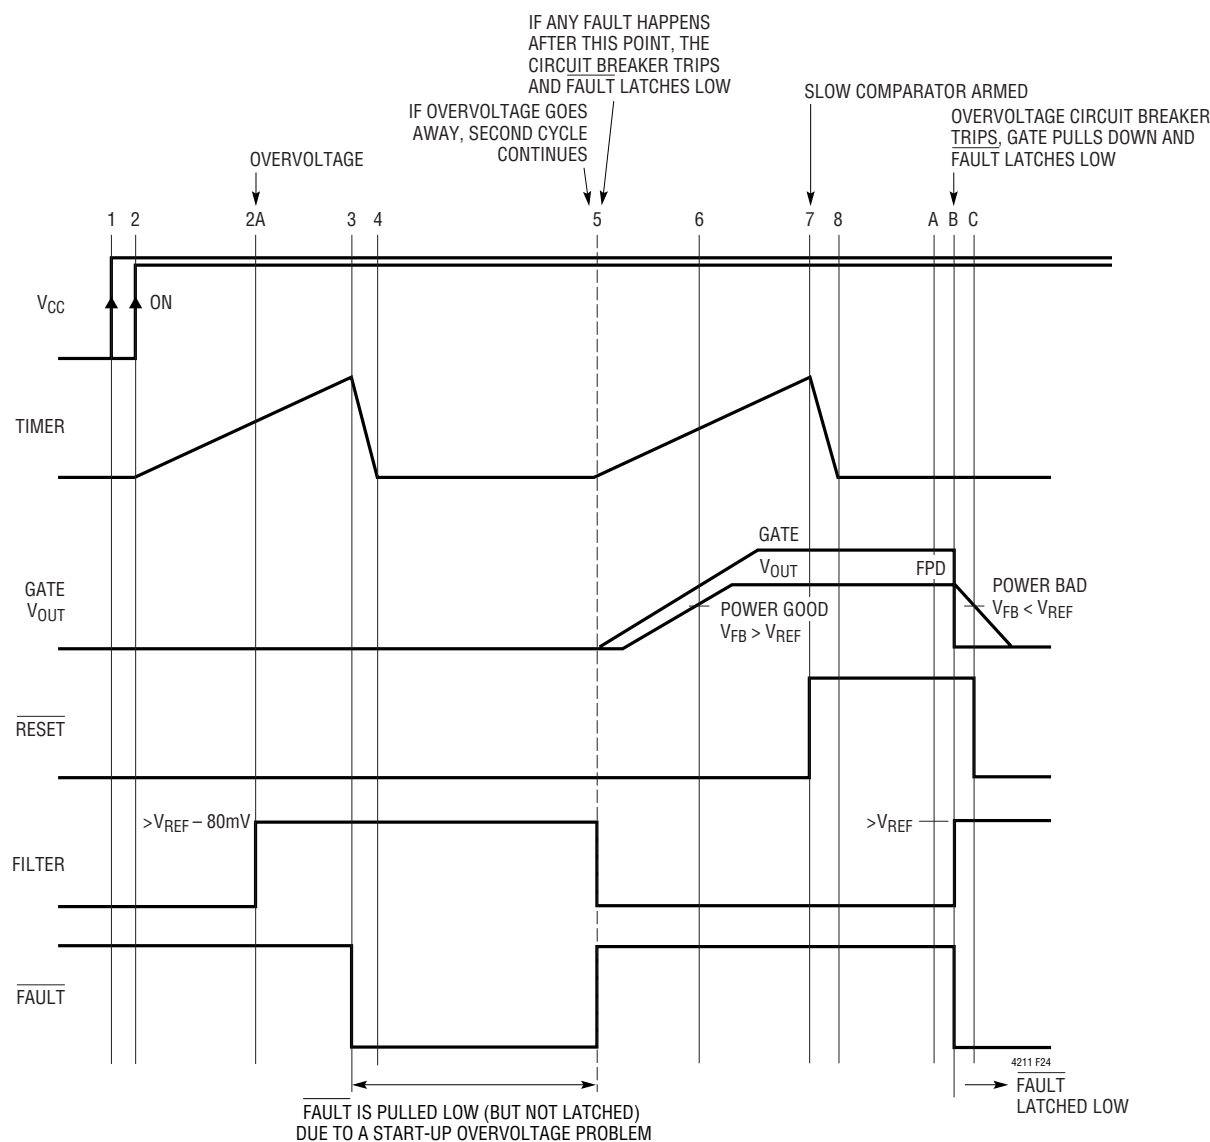 IF ANY FAULT HAPPENS
AFTER THIS POINT, THE
CIRCUIT BREAKER TRIPS
AND FAULT LATCHES LOW
IF OVERVOLTAGE GOES
AWAY, SECOND CYCLE
CONTINUES
SLOW COMPARATOR ARMED
OVERVOLTAGE CIRCUIT BREAKER
TRIPS, GATE PULLS DOWN AND
FAULT LATCHES LOW
OVERVOLTAGE
1 2 2A 3 4 5 6 7 8 A B C
VCC
ON
TIMER
GATE
VOUT
GATE
VOUT
FPD
POWER GOOD
VFB > VREF
POWER BAD
VFB < VREF
RESET
>VREF – 80mV
>VREF
FILTER
FAULT
4211 F24
FAULT IS PULLED LOW (BUT NOT LATCHED)
DUE TO A START-UP OVERVOLTAGE PROBLEM
FAULT
LATCHED LOW